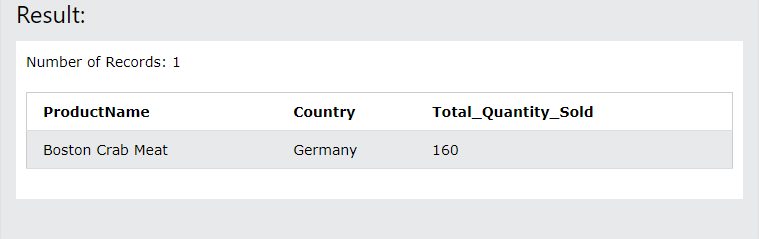 Result:
Number of Records: 1
ProductName Country Total_Quantity_Sold
Boston Crab Meat Germany 160